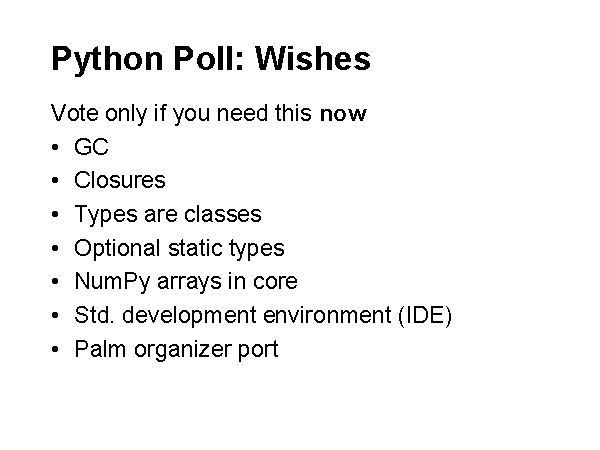 Python Poll: Wishes
Vote only if you need this now
• GC
• Closures
• Types are classes
• Optional static types
• NumPy arrays in core
• Std. development environment (IDE)
• Palm organizer port